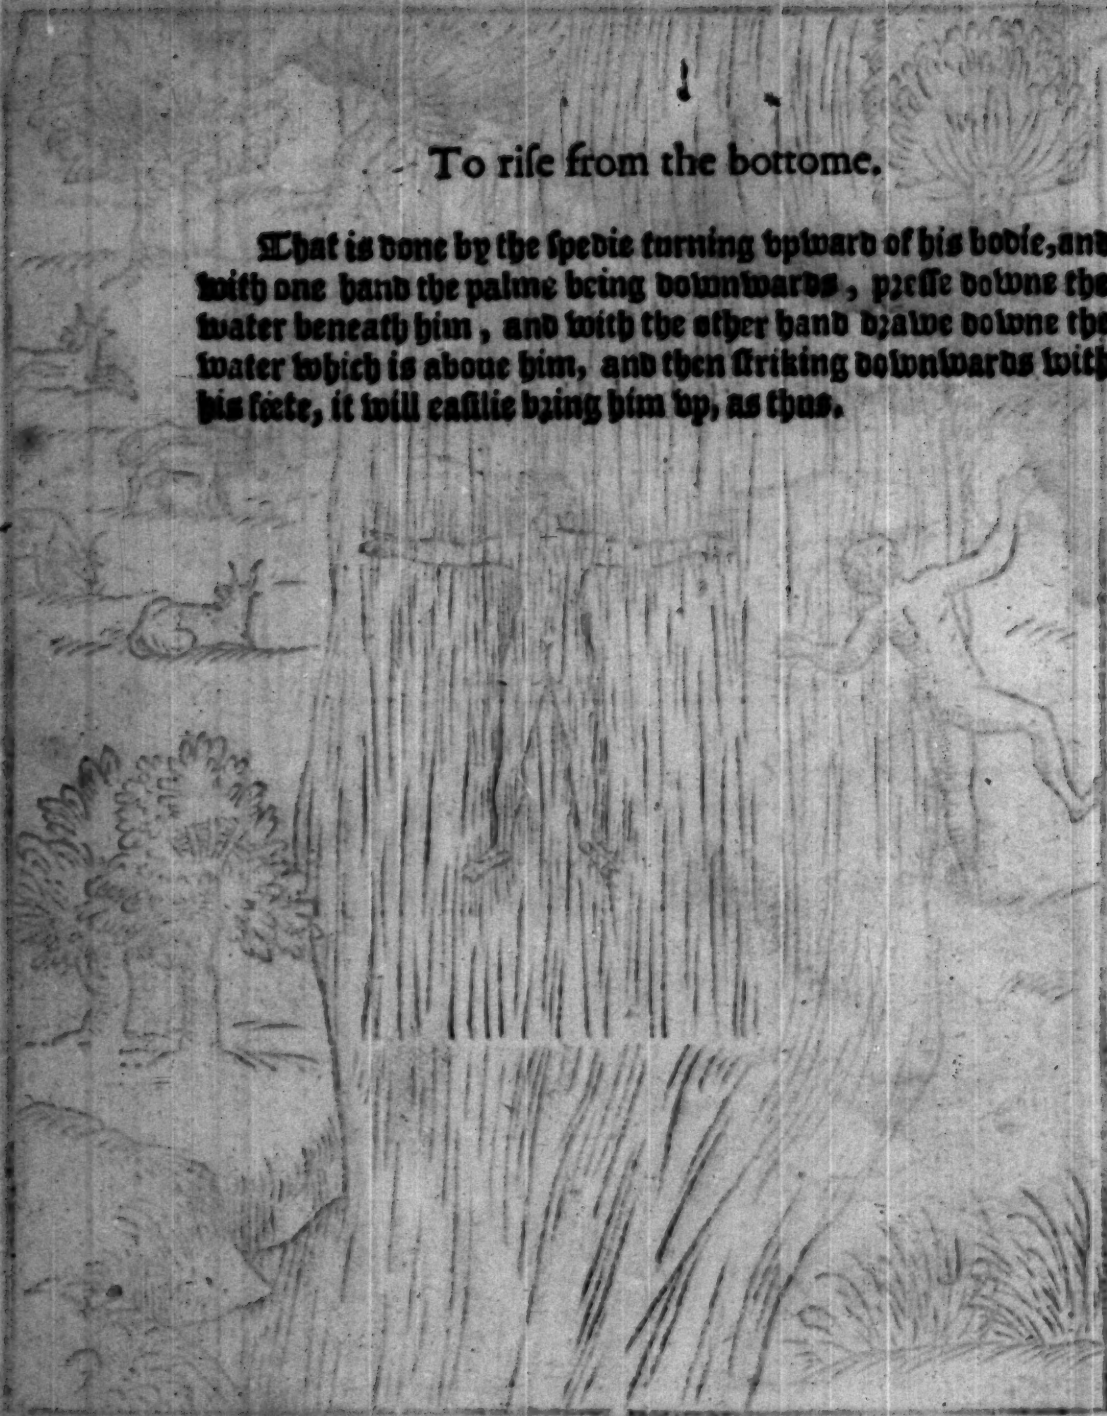 To riſe from the bottome.
That is done by the ſpedie turning vpward of his bodie, and
with one hand the palme being downwards, preſſe downe the
water beneath him, and with the other hand drawe downe the
water which is aboue him, and then ſtriking downwards with
his féete, it will eaſilie bring him vp, as thus.